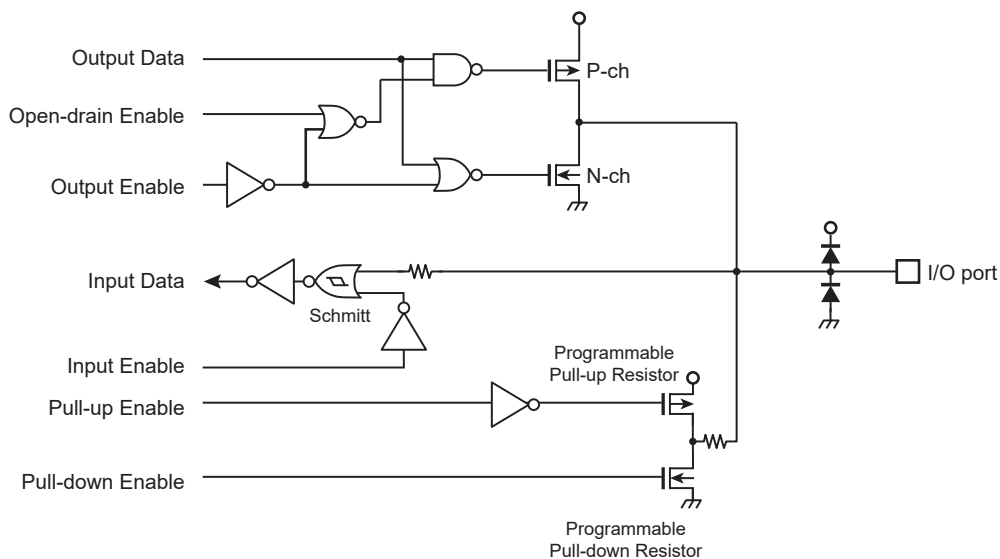 Output Data
P-ch
Open-drain Enable
Output Enable
N-ch
Input Data
I/O port
Schmitt
Input Enable
Programmable
Pull-up Resistor
Pull-up Enable
Pull-down Enable
Programmable
Pull-down Resistor